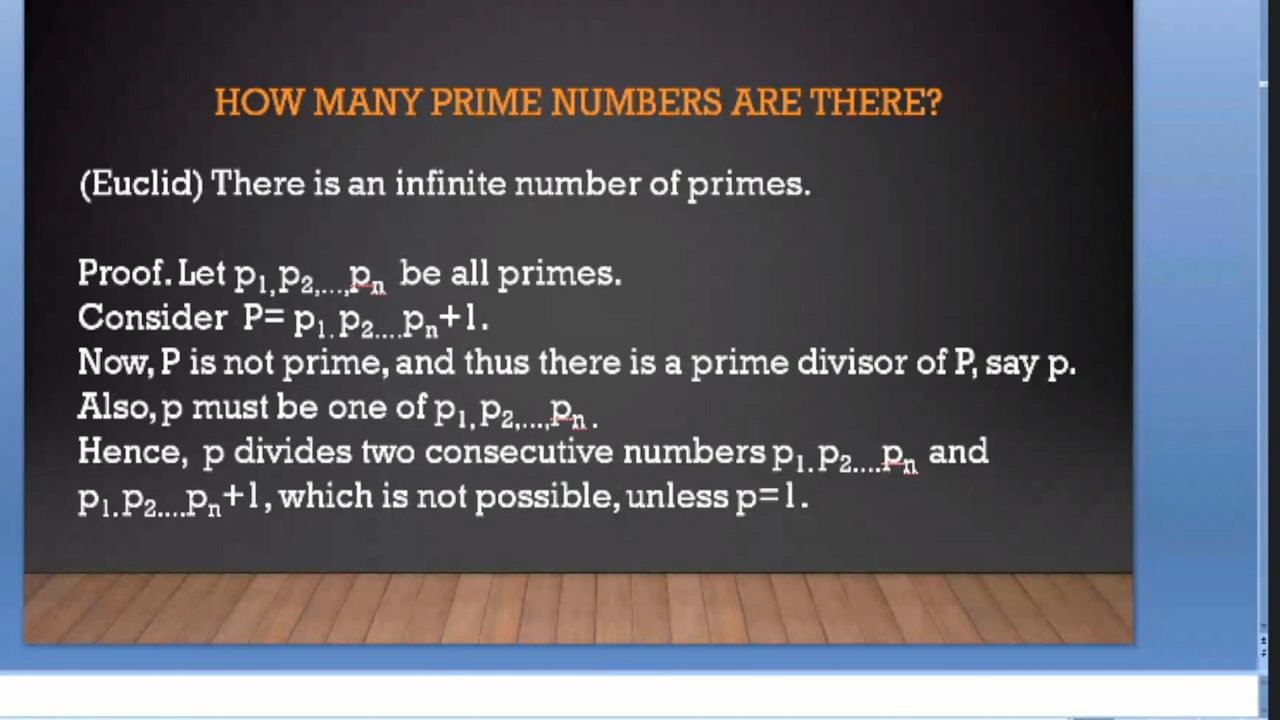 HOW MANY PRIME NUMBERS ARE THERE?
(Euclid) There is an infinite number of primes.
Proof. Let p₁,p₂,...,pₙ be all primes.
Consider P= p₁.p₂....pₙ+1.
Now, P is not prime, and thus there is a prime divisor of P, say p.
Also, p must be one of p₁,p₂,...,pₙ.
Hence, p divides two consecutive numbers p₁.p₂....pₙ and
p₁.p₂....pₙ+1, which is not possible, unless p=1.